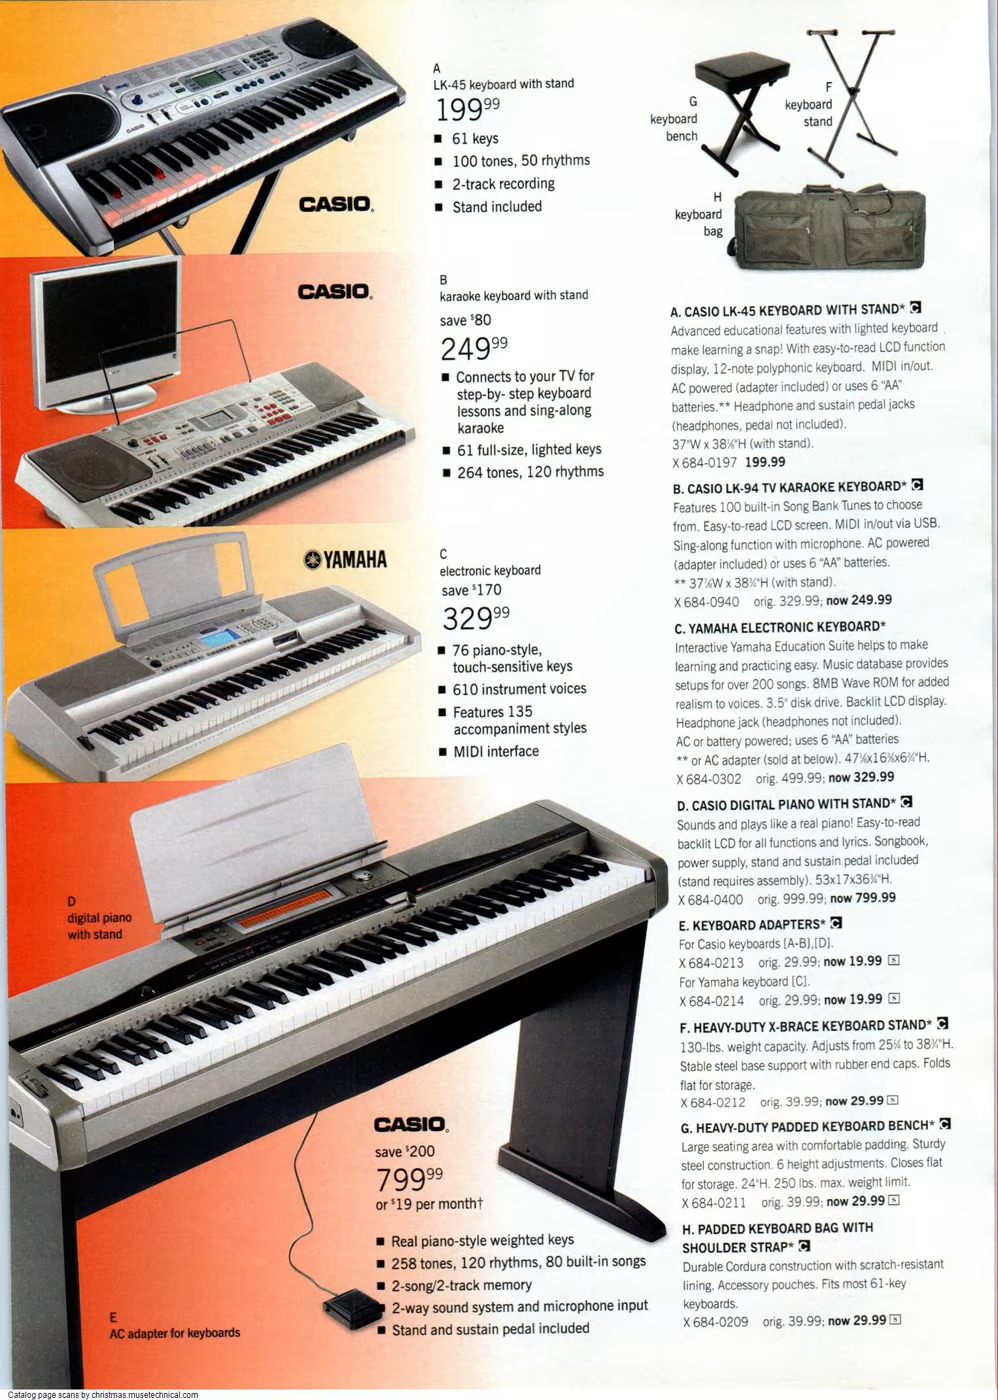 A
LK-45 keyboard with stand
199⁹⁹
■ 61 keys
■ 100 tones, 50 rhythms
■ 2-track recording
■ Stand included
CASIO
CASIO.
G
keyboard
bench
F
keyboard
stand
H
keyboard
bag
CASIO.
B
karaoke keyboard with stand
save $80
249⁹⁹
■ Connects to your TV for
step-by- step keyboard
lessons and sing-along
karaoke
■ 61 full-size, lighted keys
■ 264 tones, 120 rhythms
YAMAHA
C
electronic keyboard
save $170
329⁹⁹
■ 76 piano-style,
touch-sensitive keys
■ 610 instrument voices
■ Features 135
accompaniment styles
■ MIDI interface
D
digital piano
with stand
CASIO
CASIO.
save $200
799⁹⁹
or $19 per month†
■ Real piano-style weighted keys
■ 258 tones, 120 rhythms, 80 built-in songs
■ 2-song/2-track memory
■ 2-way sound system and microphone input
■ Stand and sustain pedal included
E
AC adapter for keyboards
A. CASIO LK-45 KEYBOARD WITH STAND* C
Advanced educational features with lighted keyboard
make learning a snap! With easy-to-read LCD function
display, 12-note polyphonic keyboard. MIDI in/out.
AC powered (adapter included) or uses 6 "AA"
batteries.** Headphone and sustain pedal jacks
(headphones, pedal not included).
37"W x "H (with stand).
X 684-0197 199.99
B. CASIO LK-94 TV KARAOKE KEYBOARD* C
Features 100 built-in Song Bank Tunes to choose
from. Easy-to-read LCD screen. MIDI in/out via USB.
Sing-along function with microphone. AC powered
(adapter included) or uses 6 "AA" batteries.
** x 38¾"H (with stand).
X 684-0940 orig. 329.99; now 249.99
C. YAMAHA ELECTRONIC KEYBOARD*
Interactive Yamaha Education Suite helps to make
learning and practicing easy. Music database provides
setups for over 200 songs. 8MB Wave ROM for added
realism to voices. 3.5" disk drive. Backlit LCD display.
Headphone jack (headphones not included).
AC or battery powered; uses 6 "AA" batteries
** or AC adapter (sold at below).
X 684-0302 orig. 499.99; now 329.99
D. CASIO DIGITAL PIANO WITH STAND* C
Sounds and plays like a real piano! Easy-to-read
backlit LCD for all functions and lyrics. Songbook,
power supply, stand and sustain pedal included
(stand requires assembly). 53x17x36¾"H.
X 684-0400 orig. 999.99; now 799.99
E. KEYBOARD ADAPTERS* C
For Casio keyboards [A-B],[D].
X 684-0213 orig. 29.99; now 19.99 S
For Yamaha keyboard [C].
X 684-0214 orig. 29.99; now 19.99 S
F. HEAVY-DUTY X-BRACE KEYBOARD STAND* C
130-lbs. weight capacity. Adjusts from 25¼ to 38¾"H.
Stable steel base support with rubber end caps. Folds
flat for storage.
X 684-0212 orig. 39.99; now 29.99 S
G. HEAVY-DUTY PADDED KEYBOARD BENCH* C
Large seating area with comfortable padding. Sturdy
steel construction. 6 height adjustments. Closes flat
for storage. 24"H. 250 lbs. max. weight limit.
X 684-0211 orig. 39.99; now 29.99 S
H. PADDED KEYBOARD BAG WITH
SHOULDER STRAP* C
Durable Cordura construction with scratch-resistant
lining. Accessory pouches. Fits most 61-key
keyboards.
X 684-0209 orig. 39.99; now 29.99 S
Catalog page scans by christmas.musetechnical.com